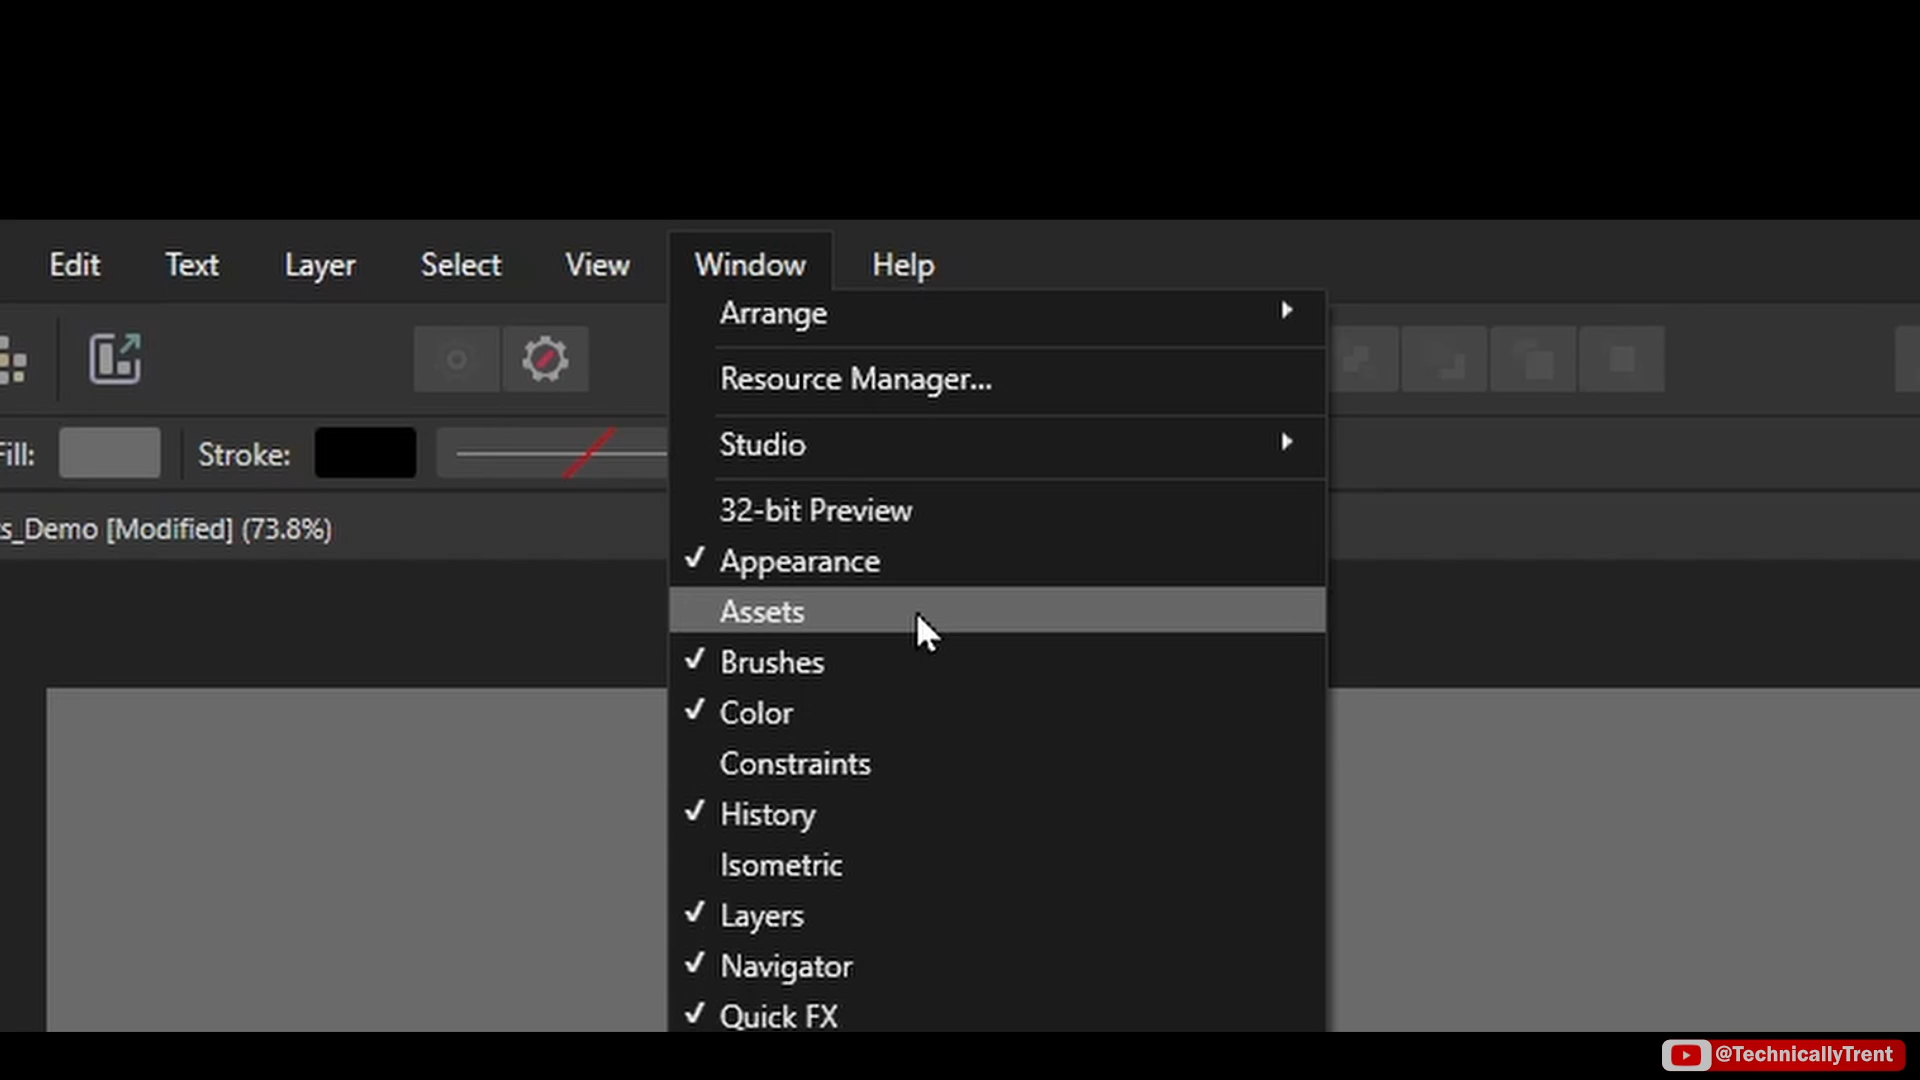 Edit Text Layer Select View Window Help
Arrange
Resource Manager...
Fill: Stroke:
Studio
s_Demo [Modified] (73.8%)
32-bit Preview
Appearance
Assets
Brushes
Color
Constraints
History
Isometric
Layers
Navigator
Quick FX
@TechnicallyTrent